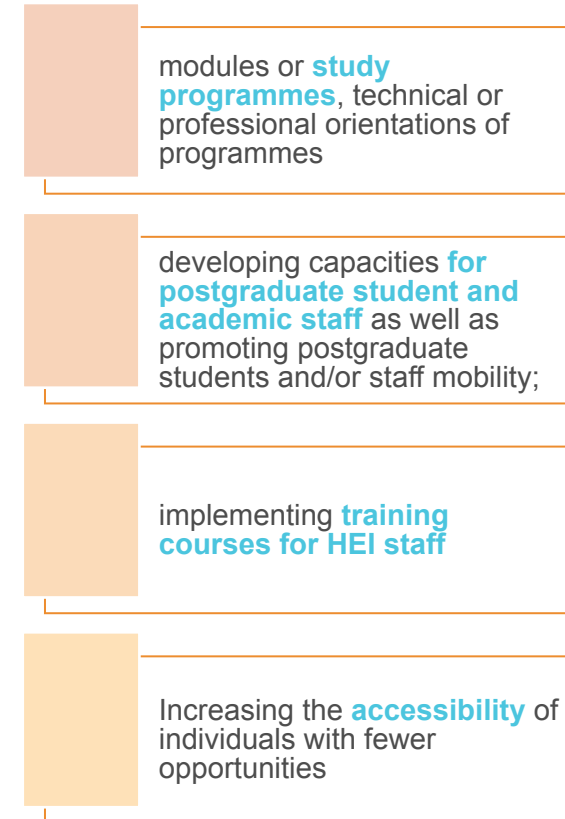 modules or study
programmes, technical or
professional orientations of
programmes
developing capacities for
postgraduate student and
academic staff as well as
promoting postgraduate
students and/or staff mobility;
implementing training
courses for HEI staff
Increasing the accessibility of
individuals with fewer
opportunities